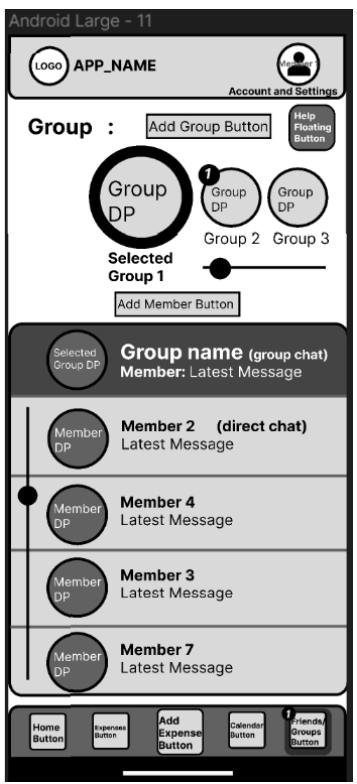 Android Large - 11
LOGO APP_NAME
Member 1
Account and Settings
Group :
Add Group Button
Help
Floating
Button
Group
DP
1
Group
DP
Group
DP
Group 2
Group 3
Selected
Group 1
Add Member Button
Selected
Group DP
Group name (group chat)
Member: Latest Message
Member
DP
Member 2 (direct chat)
Latest Message
Member
DP
Member 4
Latest Message
Member
DP
Member 3
Latest Message
Member
DP
Member 7
Latest Message
Home
Button
Expenses
Button
Add
Expense
Button
Calendar
Button
1
Friends/
Groups
Button